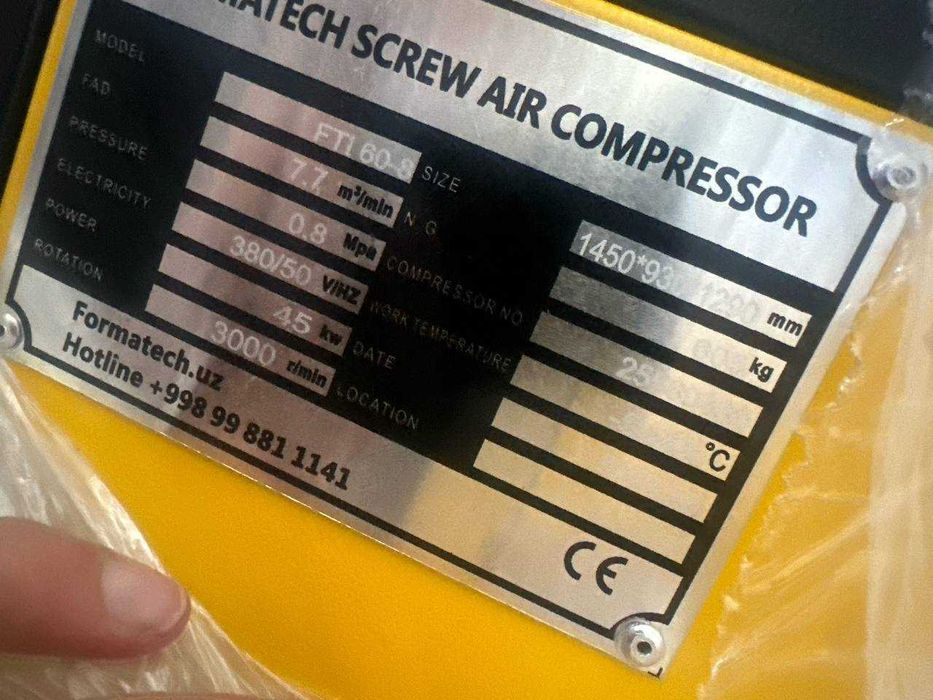 MATECH SCREW AIR COMPRESSOR
MODEL FTI 60-8
FAD 7.7 m³/min
PRESSURE 0.8 Mpa
ELECTRICITY 380/50 V/HZ
POWER 45 kw
ROTATION 3000 r/min
SIZE mm
N G kg
COMPRESSOR NO
WORK TEMPERATURE °C
DATE
LOCATION
Formatech.uz
Hotline +998 99 881 1141
CE